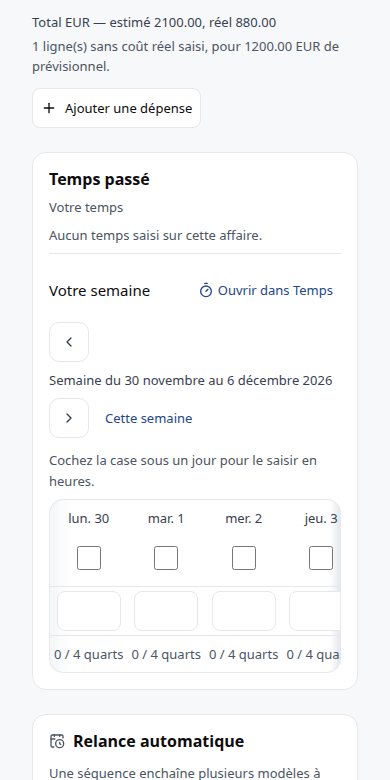 Total EUR — estimé 2100.00, réel 880.00
1 ligne(s) sans coût réel saisi, pour 1200.00 EUR de
prévisionnel.
Ajouter une dépense
Temps passé
Votre temps
Aucun temps saisi sur cette affaire.
Votre semaine
Ouvrir dans Temps
Semaine du 30 novembre au 6 décembre 2026
Cette semaine
Cochez la case sous un jour pour le saisir en
heures.
lun. 30 mar. 1 mer. 2 jeu. 3
0 / 4 quarts 0 / 4 quarts 0 / 4 quarts 0 / 4 qua
Relance automatique
Une séquence enchaîne plusieurs modèles à